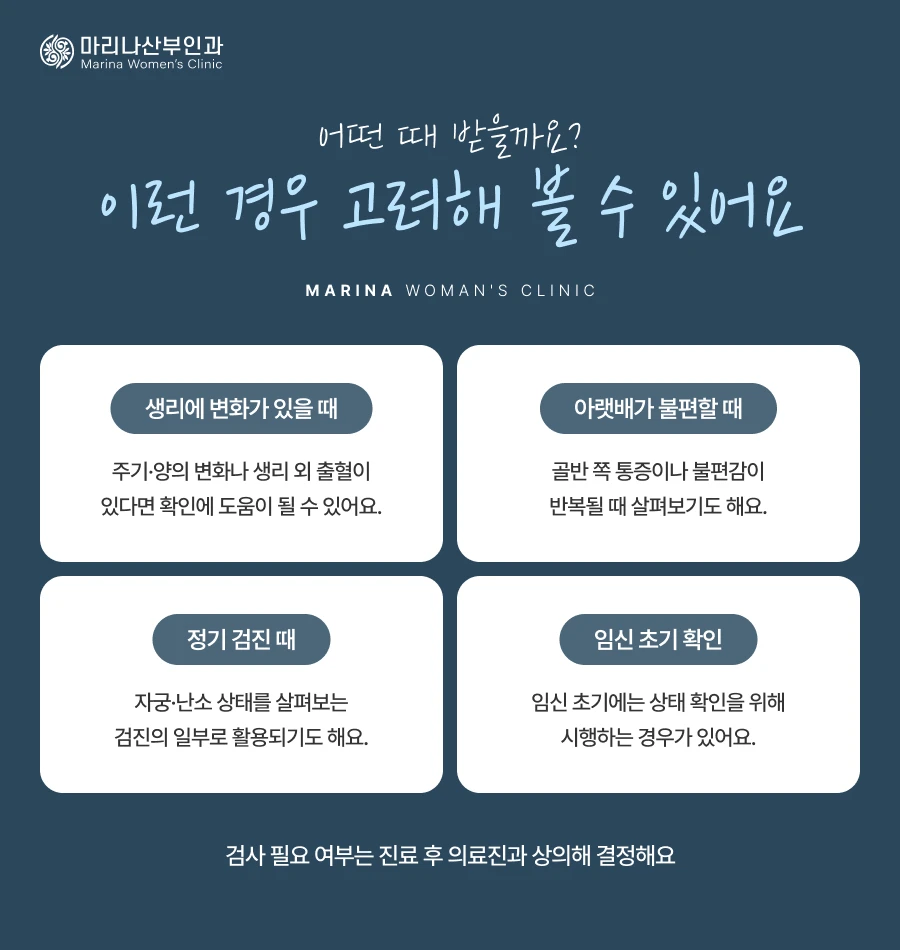 마리나산부인과
Marina Women's Clinic
어떤 때 받을까요?
이런 경우 고려해 볼 수 있어요
MARINA WOMAN'S CLINIC
생리에 변화가 있을 때
주기·양의 변화나 생리 외 출혈이
있다면 확인에 도움이 될 수 있어요.
아랫배가 불편할 때
골반 쪽 통증이나 불편감이
반복될 때 살펴보기도 해요.
정기 검진 때
자궁·난소 상태를 살펴보는
검진의 일부로 활용되기도 해요.
임신 초기 확인
임신 초기에는 상태 확인을 위해
시행하는 경우가 있어요.
검사 필요 여부는 진료 후 의료진과 상의해 결정해요